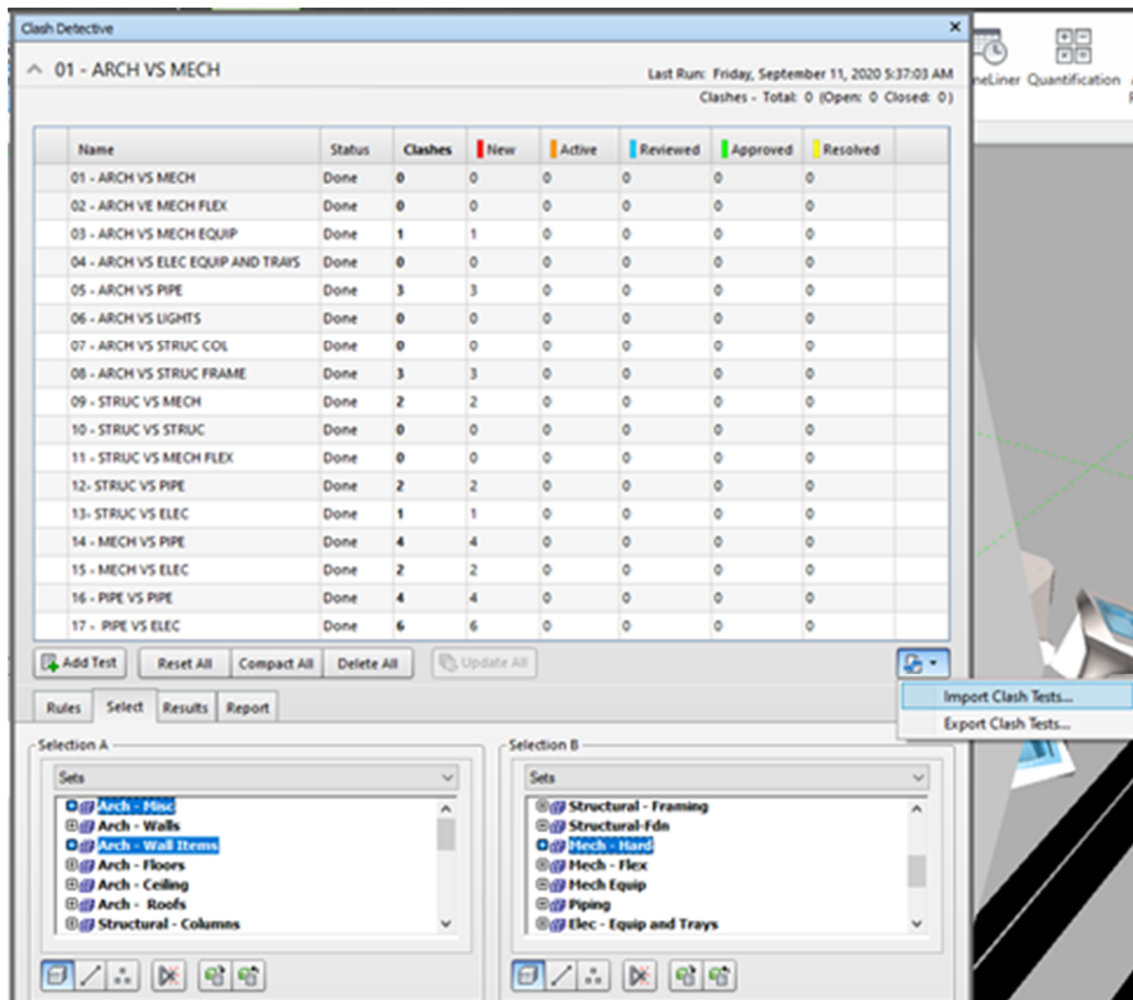 Clash Detective
01 - ARCH VS MECH
Last Run: Friday, September 11, 2020 5:37:03 AM
Clashes - Total: 0 (Open: 0 Closed: 0)
neLiner Quantification
Name Status Clashes New Active Reviewed Approved Resolved
01 - ARCH VS MECH Done 0 0 0 0 0 0
02 - ARCH VE MECH FLEX Done 0 0 0 0 0 0
03 - ARCH VS MECH EQUIP Done 1 1 0 0 0 0
04 - ARCH VS ELEC EQUIP AND TRAYS Done 0 0 0 0 0 0
05 - ARCH VS PIPE Done 3 3 0 0 0 0
06 - ARCH VS LIGHTS Done 0 0 0 0 0 0
07 - ARCH VS STRUC COL Done 0 0 0 0 0 0
08 - ARCH VS STRUC FRAME Done 3 3 0 0 0 0
09 - STRUC VS MECH Done 2 2 0 0 0 0
10 - STRUC VS STRUC Done 0 0 0 0 0 0
11 - STRUC VS MECH FLEX Done 0 0 0 0 0 0
12- STRUC VS PIPE Done 2 2 0 0 0 0
13- STRUC VS ELEC Done 1 1 0 0 0 0
14 - MECH VS PIPE Done 4 4 0 0 0 0
15 - MECH VS ELEC Done 2 2 0 0 0 0
16 - PIPE VS PIPE Done 4 4 0 0 0 0
17 - PIPE VS ELEC Done 6 6 0 0 0 0
Add Test Reset All Compact All Delete All Update All
Import Clash Tests...
Export Clash Tests...
Rules Select Results Report
Selection A
Sets
Arch - Misc
Arch - Walls
Arch - Wall Items
Arch - Floors
Arch - Ceiling
Arch - Roofs
Structural - Columns
Selection B
Sets
Structural - Framing
Structural-Fdn
Mech - Hard
Mech - Flex
Mech Equip
Piping
Elec - Equip and Trays